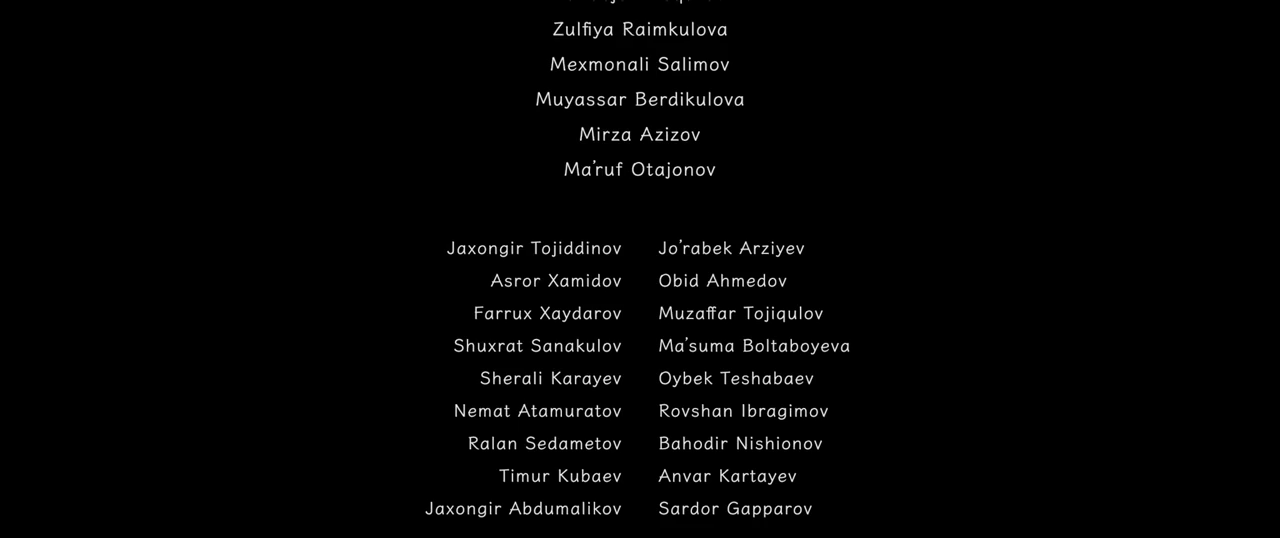 Zulfiya Raimkulova
Mexmonali Salimov
Muyassar Berdikulova
Mirza Azizov
Ma’ruf Otajonov
Jaxongir Tojiddinov Jo’rabek Arziyev
Asror Xamidov Obid Ahmedov
Farrux Xaydarov Muzaffar Tojiqulov
Shuxrat Sanakulov Ma’suma Boltaboyeva
Sherali Karayev Oybek Teshabaev
Nemat Atamuratov Rovshan Ibragimov
Ralan Sedametov Bahodir Nishionov
Timur Kubaev Anvar Kartayev
Jaxongir Abdumalikov Sardor Gapparov